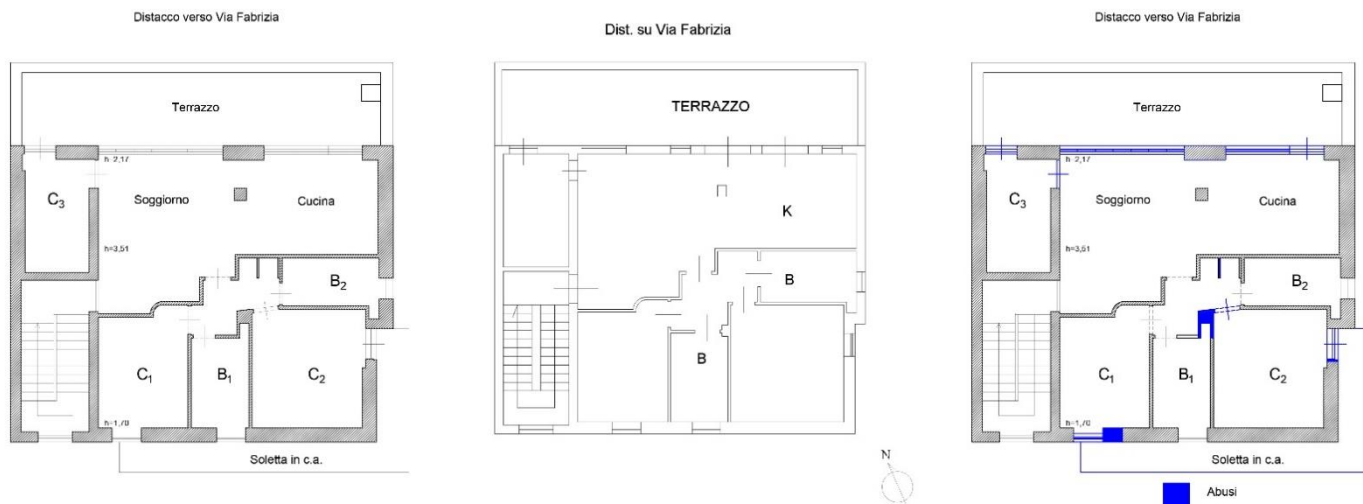 Distacco verso Via Fabrizia
Terrazzo
h=2,17
C3
Soggiorno
Cucina
h=3,51
B2
C1
B1
C2
h=1,70
Soletta in c.a.
Dist. su Via Fabrizia
TERRAZZO
K
B
B
N
Distacco verso Via Fabrizia
Terrazzo
h=2,17
C3
Soggiorno
Cucina
h=3,51
B2
C1
B1
C2
h=1,70
Soletta in c.a.
Abusi